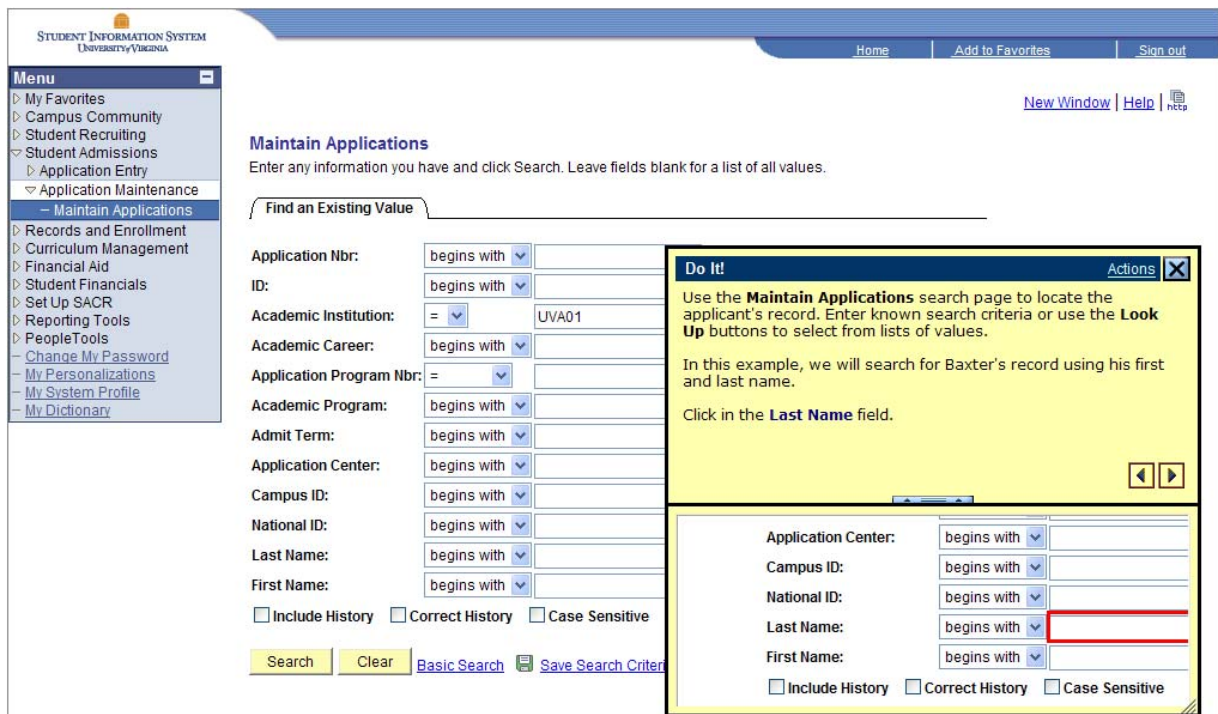 STUDENT INFORMATION SYSTEM
UNIVERSITY of VIRGINIA
Home
Add to Favorites
Sign out
Menu
My Favorites
Campus Community
Student Recruiting
Student Admissions
Application Entry
Application Maintenance
– Maintain Applications
Records and Enrollment
Curriculum Management
Financial Aid
Student Financials
Set Up SACR
Reporting Tools
PeopleTools
– Change My Password
– My Personalizations
– My System Profile
– My Dictionary
New Window | Help | http
Maintain Applications
Enter any information you have and click Search. Leave fields blank for a list of all values.
Find an Existing Value
Application Nbr: begins with
ID: begins with
Academic Institution: = UVA01
Academic Career: begins with
Application Program Nbr: =
Academic Program: begins with
Admit Term: begins with
Application Center: begins with
Campus ID: begins with
National ID: begins with
Last Name: begins with
First Name: begins with
Include History Correct History Case Sensitive
Search Clear Basic Search Save Search Criteri
Do It! Actions X
Use the Maintain Applications search page to locate the
applicant's record. Enter known search criteria or use the Look
Up buttons to select from lists of values.
In this example, we will search for Baxter's record using his first
and last name.
Click in the Last Name field.
Application Center: begins with
Campus ID: begins with
National ID: begins with
Last Name: begins with
First Name: begins with
Include History Correct History Case Sensitive